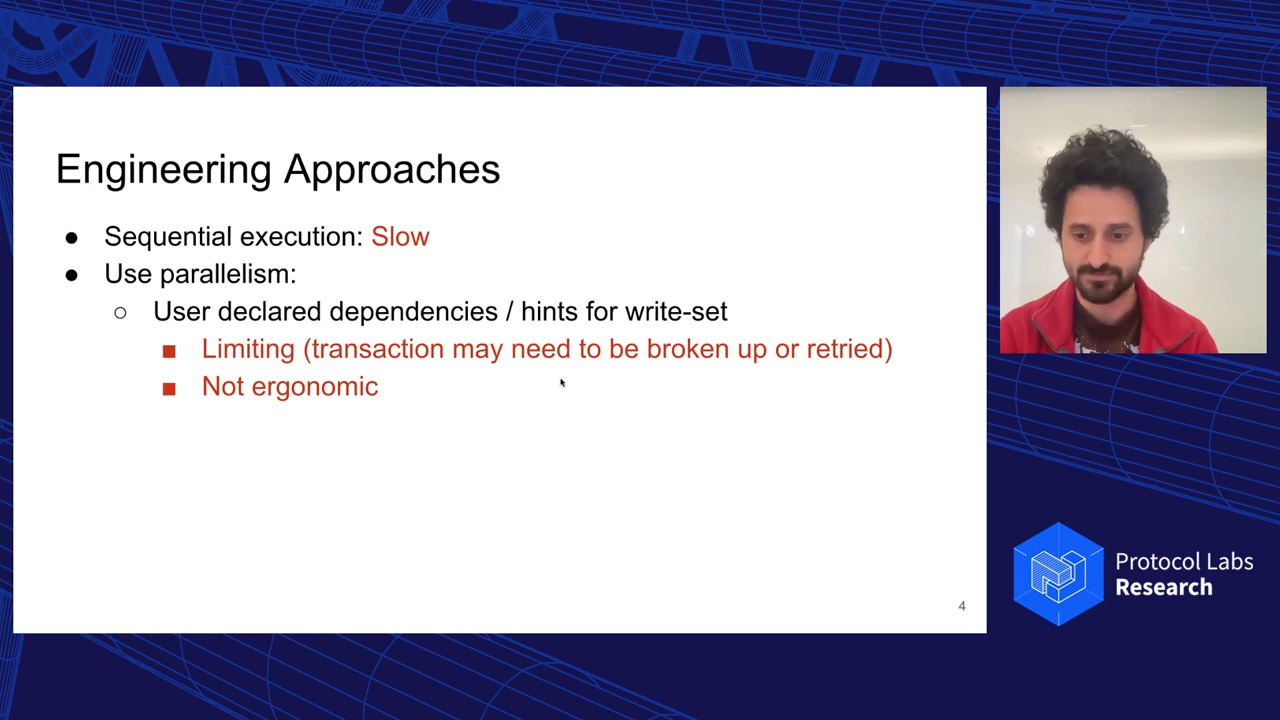 Engineering Approaches
● Sequential execution: Slow
● Use parallelism:
○ User declared dependencies / hints for write-set
■ Limiting (transaction may need to be broken up or retried)
■ Not ergonomic
4
Protocol Labs
Research